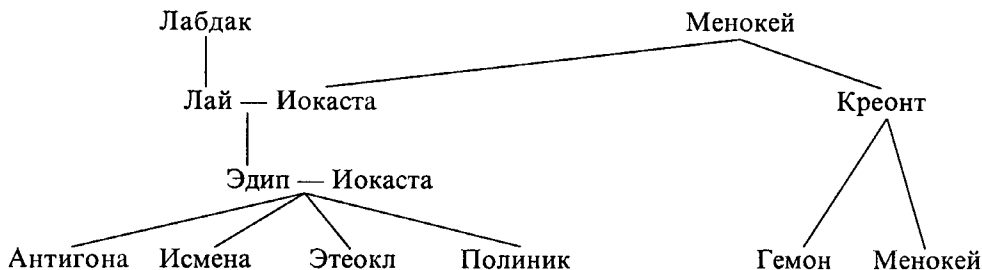 Лабдак Менокей
Лай — Иокаста Креонт
Эдип — Иокаста
Антигона Исмена Этеокл Полиник Гемон Менокей